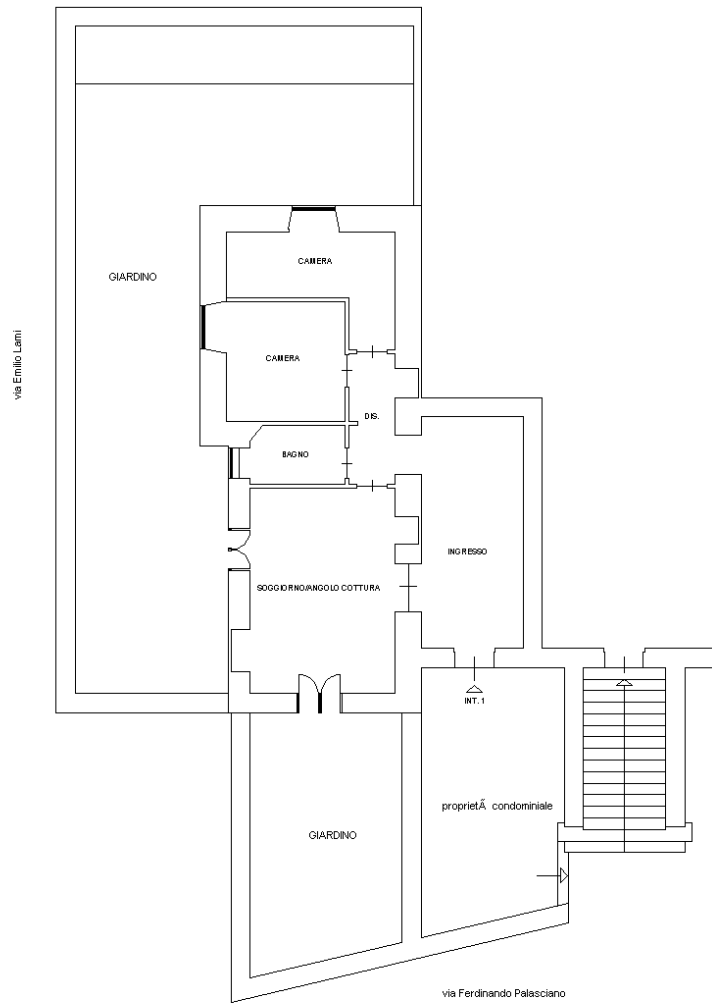 CAMERA
GIARDINO
via Emilio Lami
CAMERA
DIS.
BAGNO
INGRESSO
SOGGIORNO/ANGOLO COTTURA
INT. 1
proprietÃ condominiale
GIARDINO
via Ferdinando Palasciano